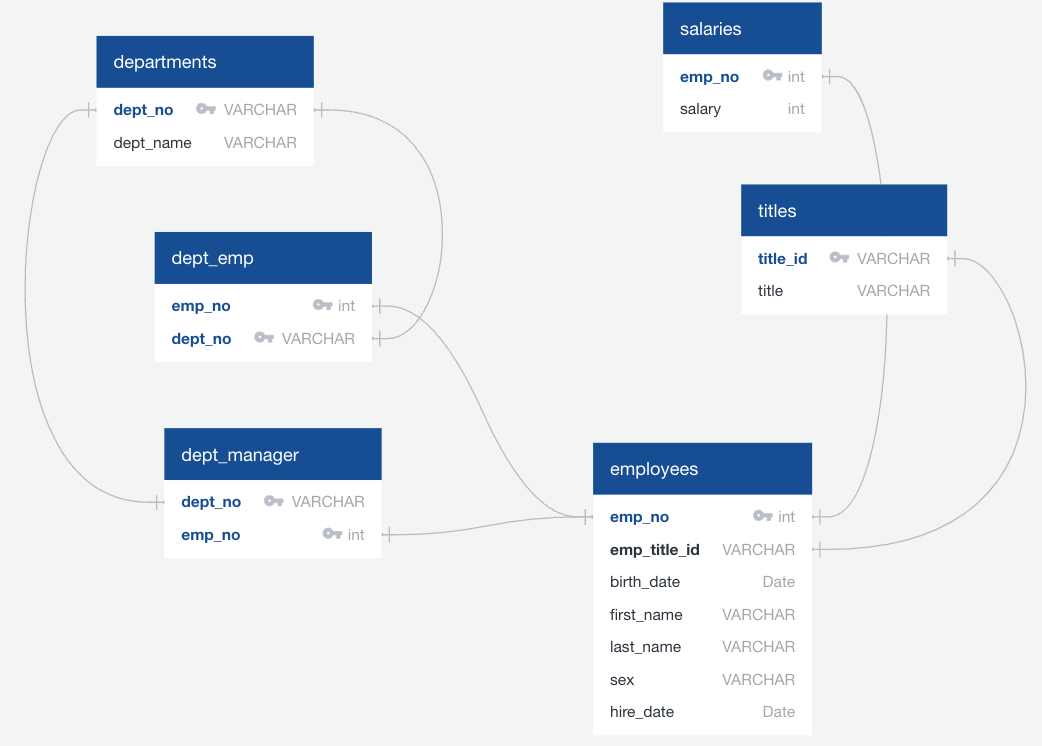 departments
dept_no VARCHAR
dept_name VARCHAR
dept_emp
emp_no int
dept_no VARCHAR
dept_manager
dept_no VARCHAR
emp_no int
salaries
emp_no int
salary int
titles
title_id VARCHAR
title VARCHAR
employees
emp_no int
emp_title_id VARCHAR
birth_date Date
first_name VARCHAR
last_name VARCHAR
sex VARCHAR
hire_date Date